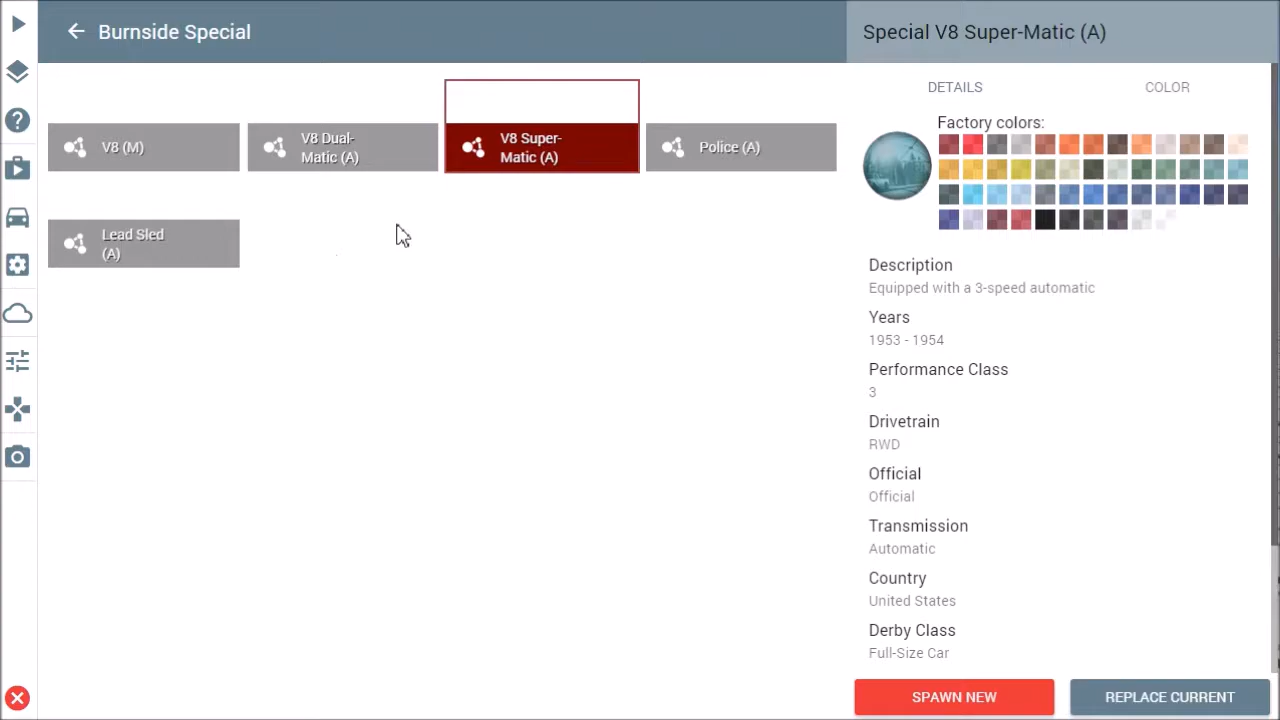 Burnside Special
Special V8 Super-Matic (A)
V8 (M)
V8 Dual-
Matic (A)
V8 Super-
Matic (A)
Police (A)
Lead Sled
(A)
DETAILS
COLOR
Factory colors:
Description
Equipped with a 3-speed automatic
Years
1953 - 1954
Performance Class
3
Drivetrain
RWD
Official
Official
Transmission
Automatic
Country
United States
Derby Class
Full-Size Car
SPAWN NEW
REPLACE CURRENT